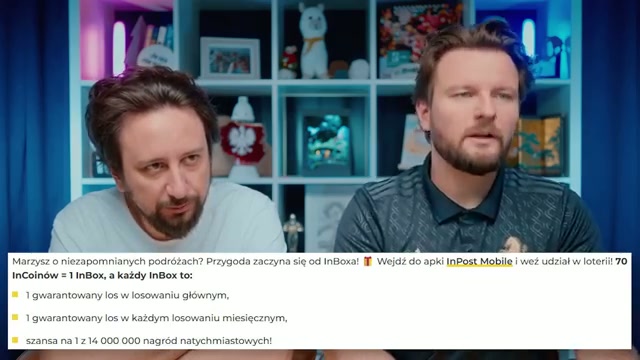 Marzysz o niezapomnianych podróżach? Przygoda zaczyna się od InBoxa! 🎁 Wejdź do apki InPost Mobile i weź udział w loterii! 70
InCoinów = 1 InBox, a każdy InBox to:
1 gwarantowany los w losowaniu głównym,
1 gwarantowany los w każdym losowaniu miesięcznym,
szansa na 1 z 14 000 000 nagród natychmiastowych!